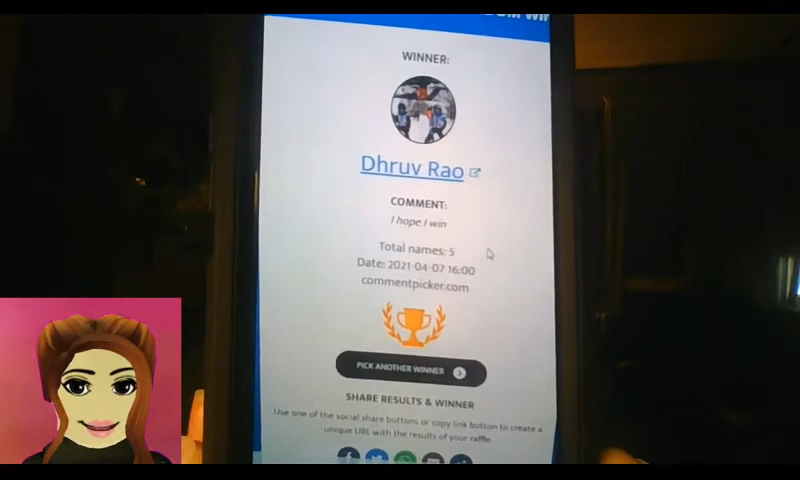 WINNER:
Dhruv Rao
COMMENT:
I hope I win
Total names: 5
Date: 2021-04-07 16:00
commentpicker.com
PICK ANOTHER WINNER
SHARE RESULTS & WINNER
Use one of the social share buttons or copy link button to create a
unique URL with the results of your raffle.